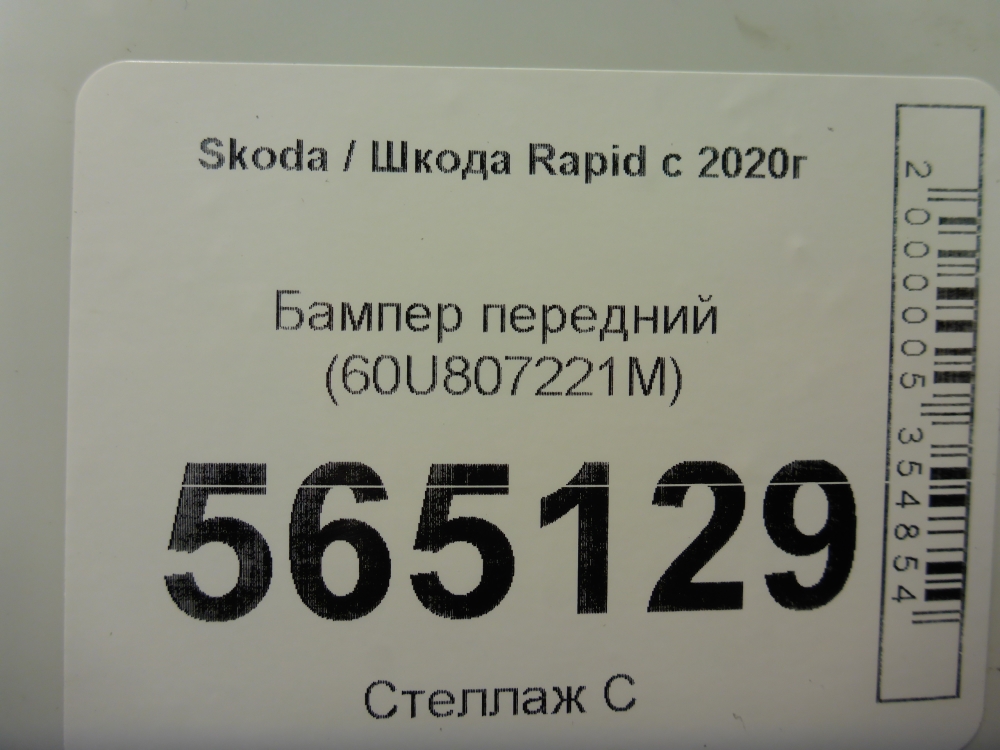 Skoda / Шкода Rapid с 2020г
Бампер передний
(60U807221M)
565129
Стеллаж С
2000005354854